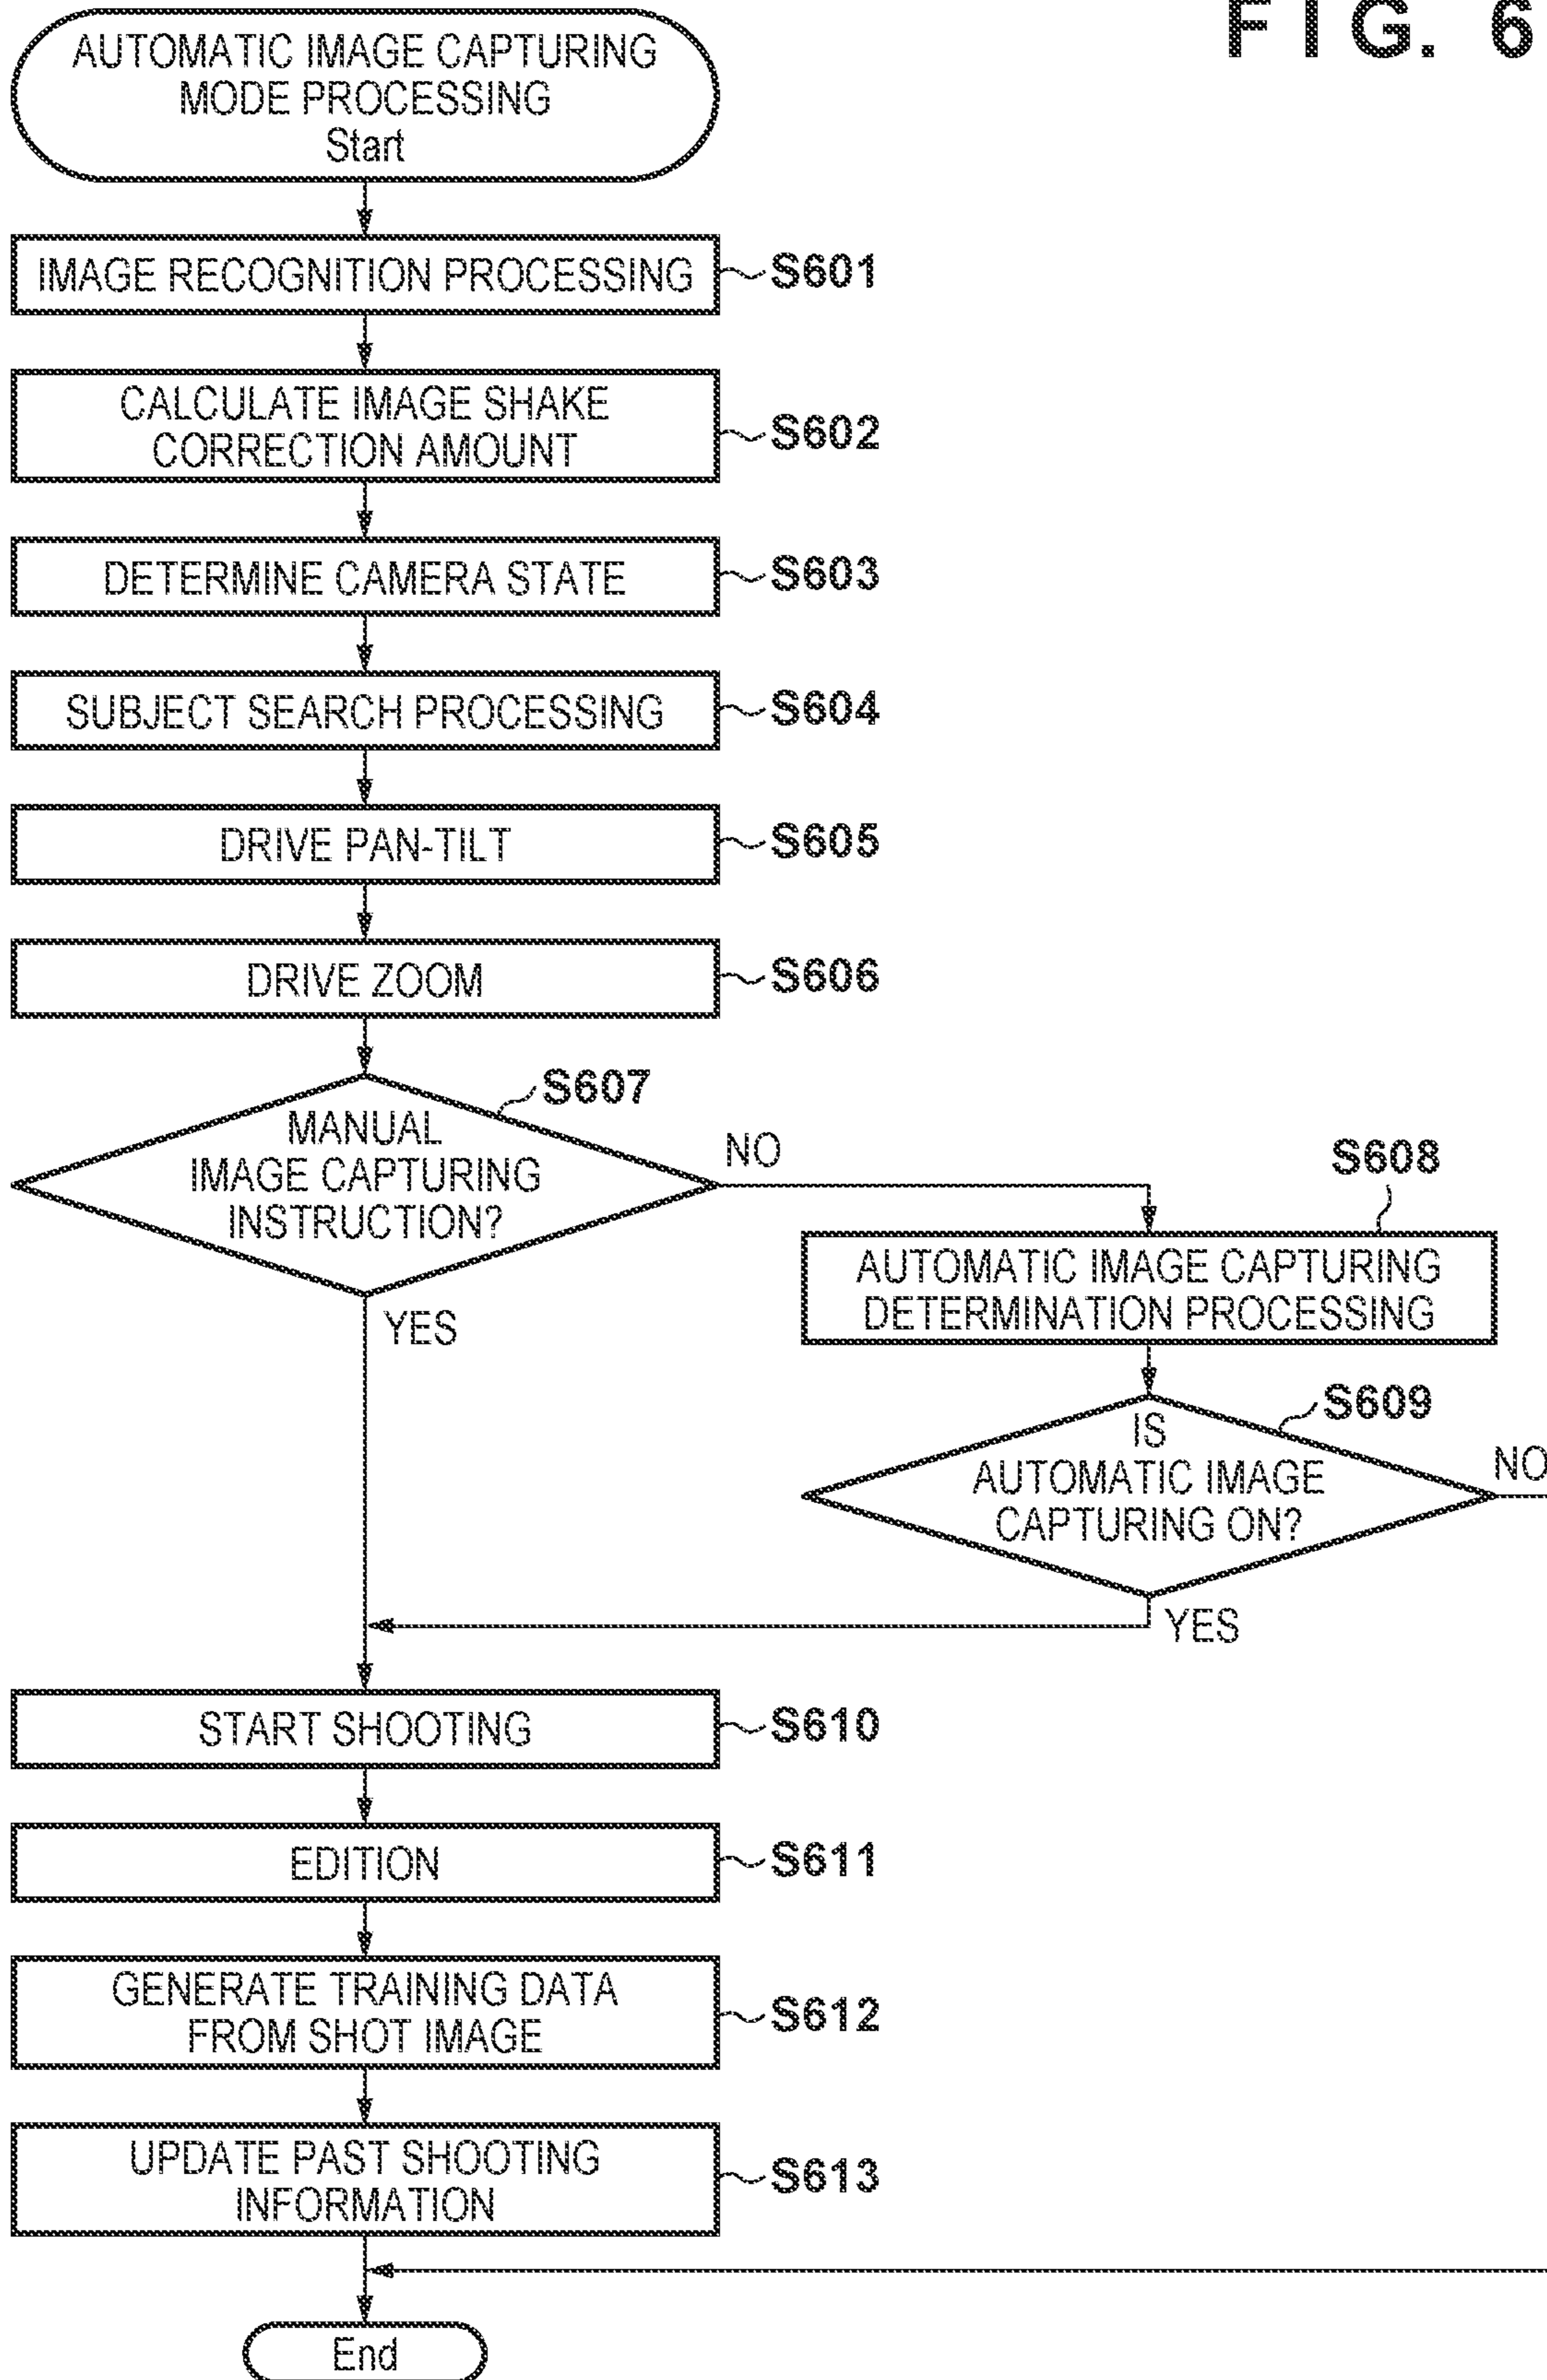 FIG. 6
AUTOMATIC IMAGE CAPTURING
MODE PROCESSING
Start
IMAGE RECOGNITION PROCESSING
S601
CALCULATE IMAGE SHAKE
CORRECTION AMOUNT
S602
DETERMINE CAMERA STATE
S603
SUBJECT SEARCH PROCESSING
S604
DRIVE PAN-TILT
S605
DRIVE ZOOM
S606
S607
MANUAL
IMAGE CAPTURING
INSTRUCTION?
NO
YES
S608
AUTOMATIC IMAGE CAPTURING
DETERMINATION PROCESSING
S609
IS
AUTOMATIC IMAGE
CAPTURING ON?
NO
YES
START SHOOTING
S610
EDITION
S611
GENERATE TRAINING DATA
FROM SHOT IMAGE
S612
UPDATE PAST SHOOTING
INFORMATION
S613
End